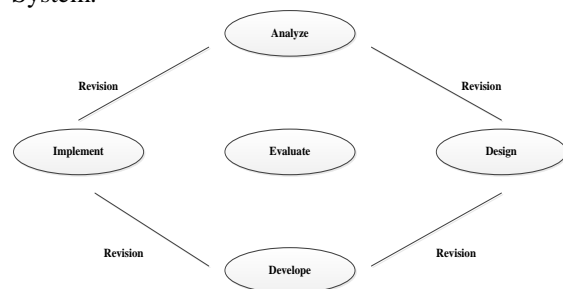 System.
Analyze
Revision Revision
Implement Evaluate Design
Revision Revision
Develope